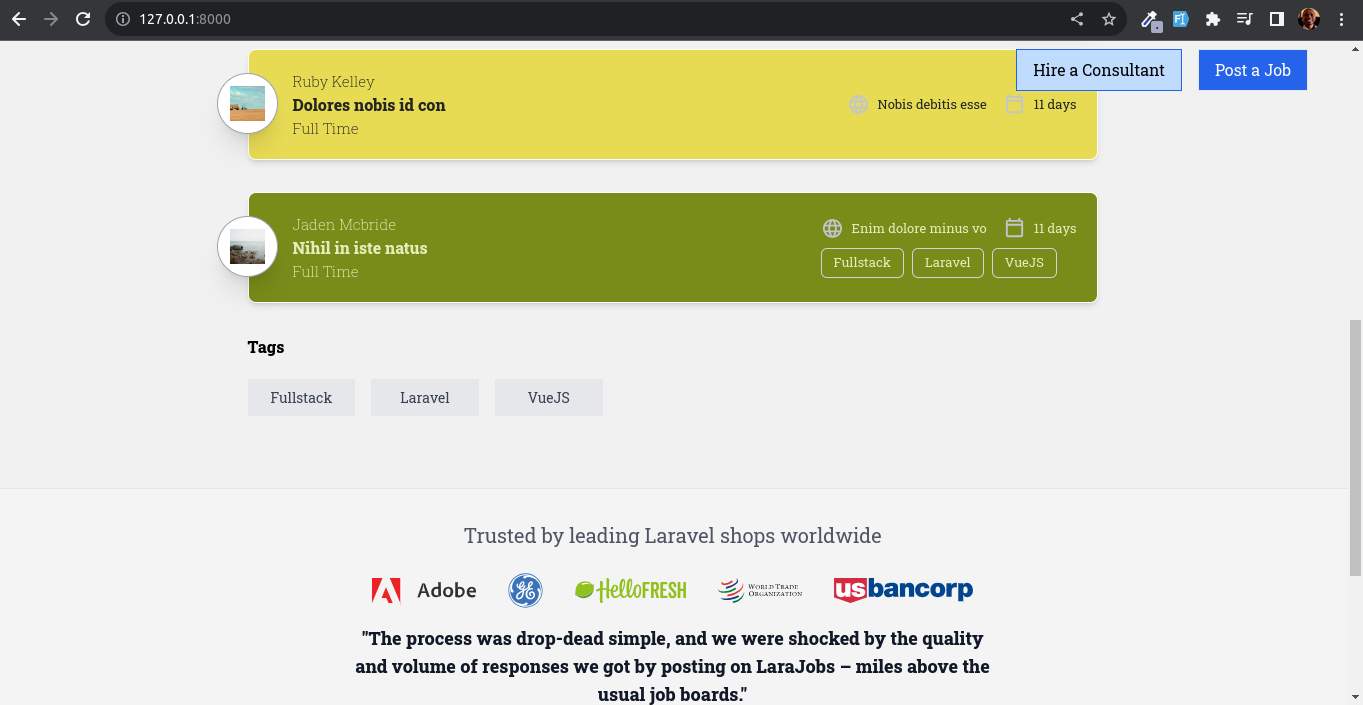 127.0.0.1:8000
Hire a Consultant
Post a Job
Ruby Kelley
Dolores nobis id con
Full Time
Nobis debitis esse
11 days
Jaden Mcbride
Nihil in iste natus
Full Time
Enim dolore minus vo
11 days
Fullstack
Laravel
VueJS
Tags
Fullstack
Laravel
VueJS
Trusted by leading Laravel shops worldwide
Adobe
GE
HelloFRESH
WORLD TRADE
ORGANIZATION
usbancorp
"The process was drop-dead simple, and we were shocked by the quality
and volume of responses we got by posting on LaraJobs – miles above the
usual job boards."